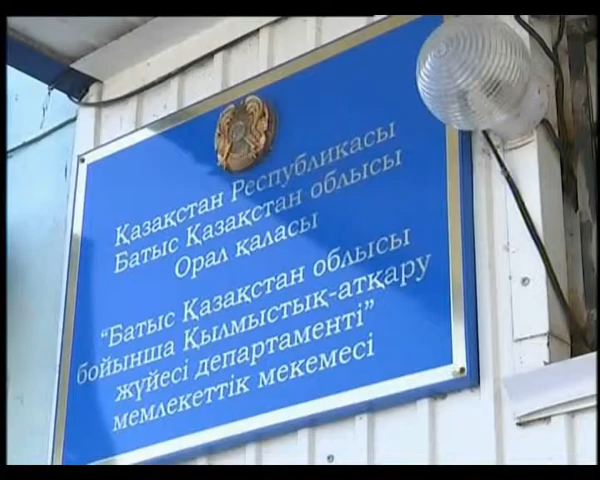 Қазақстан Республикасы
Батыс Қазақстан облысы
Орал қаласы
“Батыс Қазақстан облысы
бойынша Қылмыстық-атқару
жүйесі департаменті”
мемлекеттік мекемесі